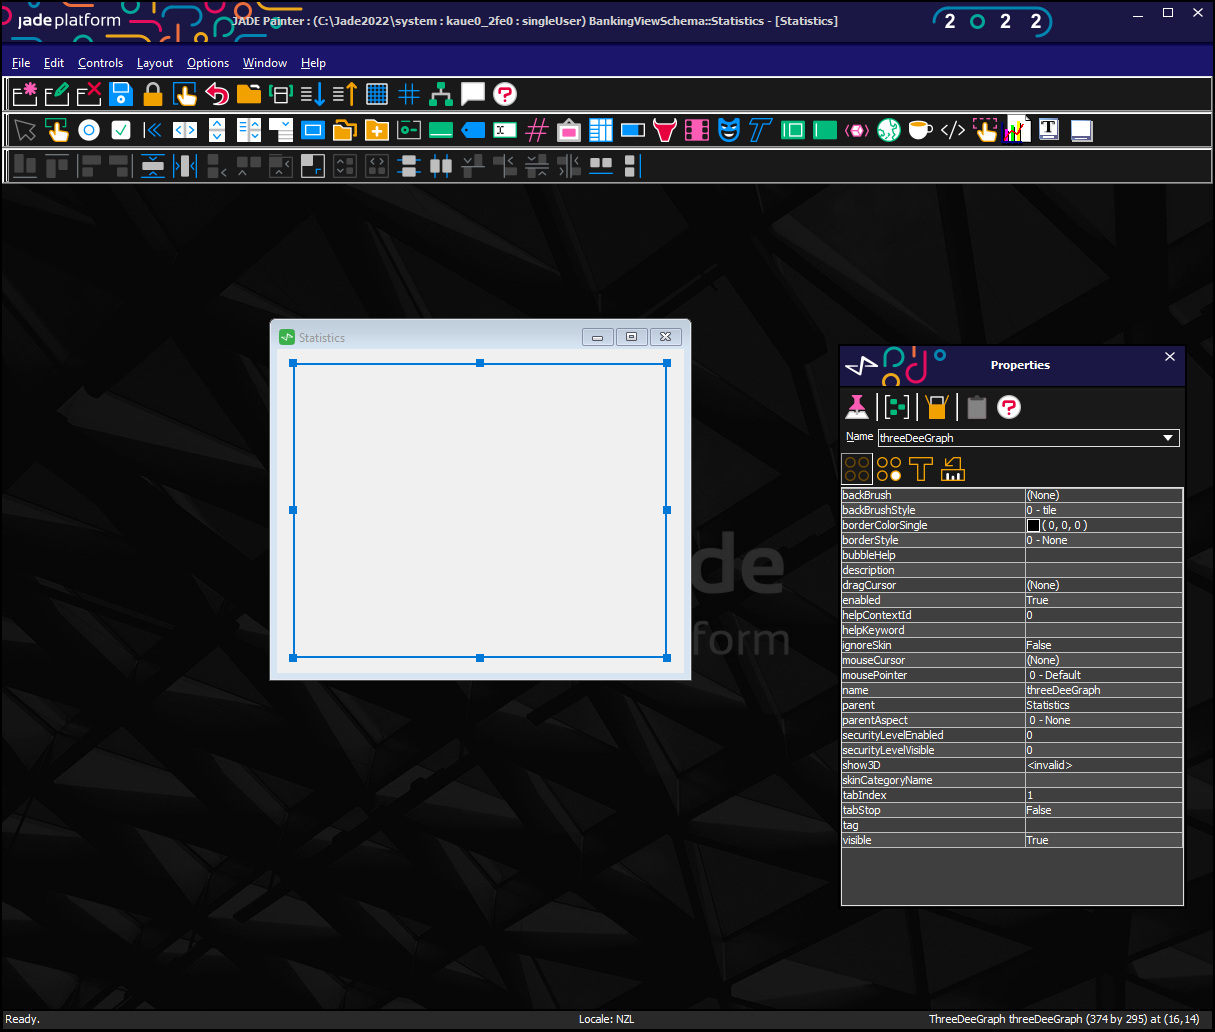 jade platform
JADE Painter : (C:\Jade2022\system : kaue0_2fe0 : singleUser) BankingViewSchema::Statistics - [Statistics]
2 0 2 2
File Edit Controls Layout Options Window Help
Statistics
Properties
Name threeDeeGraph
backBrush (None)
backBrushStyle 0 - tile
borderColorSingle ( 0, 0, 0 )
borderStyle 0 - None
bubbleHelp
description
dragCursor (None)
enabled True
helpContextId 0
helpKeyword
ignoreSkin False
mouseCursor (None)
mousePointer 0 - Default
name threeDeeGraph
parent Statistics
parentAspect 0 - None
securityLevelEnabled 0
securityLevelVisible 0
show3D <invalid>
skinCategoryName
tabIndex 1
tabStop False
tag
visible True
de
form
Ready. Locale: NZL ThreeDeeGraph threeDeeGraph (374 by 295) at (16,14)